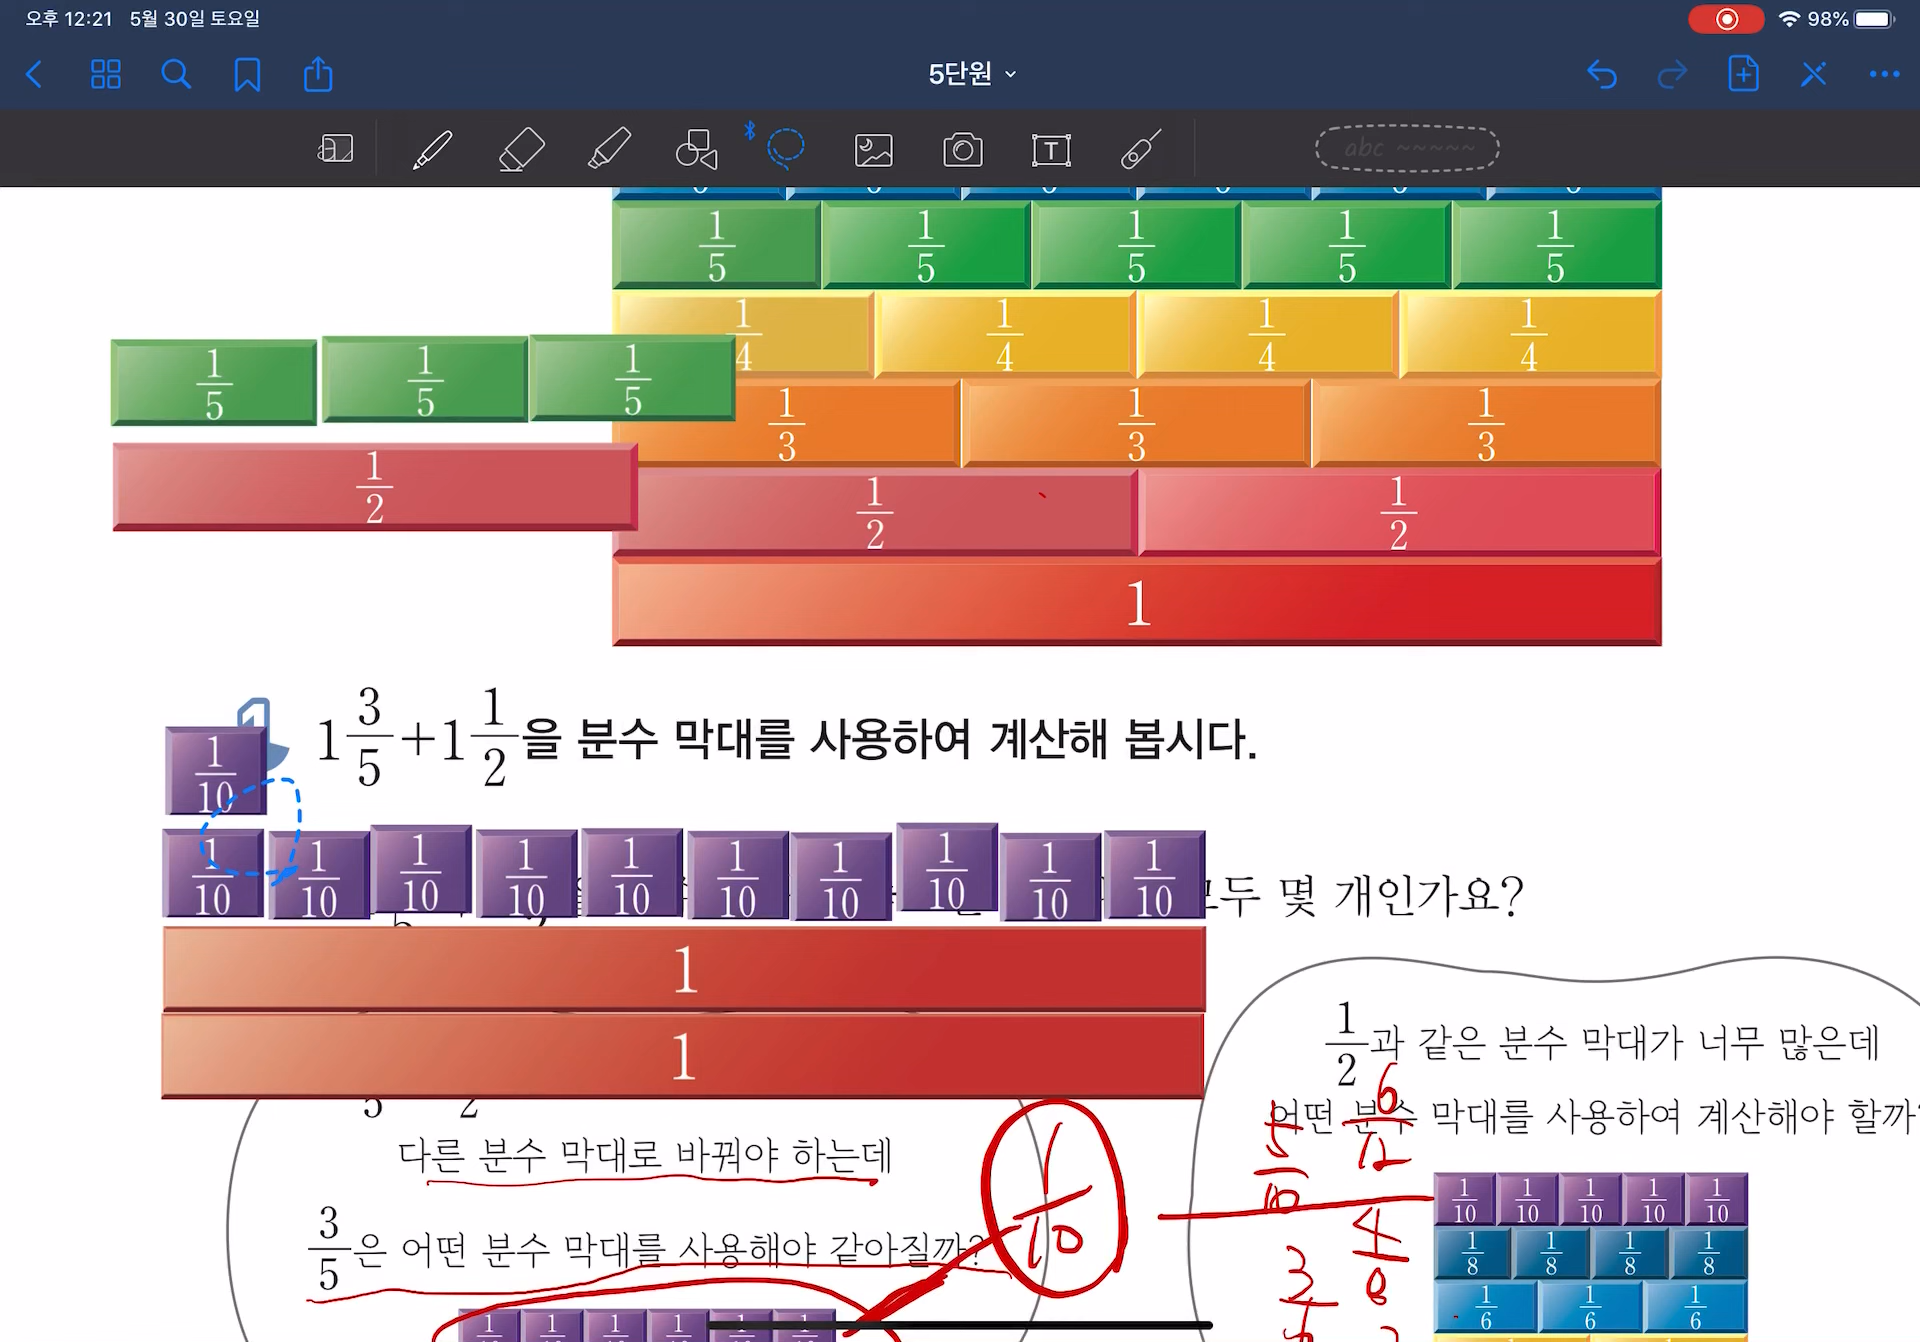 오후 12:21 5월 30일 토요일
98%
5단원
T
abc ~~~~~
1/5 1/5 1/5 1/5 1/5
1/4 1/4 1/4 1/4
1/5 1/5 1/5
1/3 1/3 1/3
1/2
1/2 1/2
1
1 3/5 + 1 1/2 을 분수 막대를 사용하여 계산해 봅시다.
1/10
1/10 1/10 1/10 1/10 1/10 1/10 1/10 1/10 1/10 1/10
몇 개인가요?
1
1
1/2 과 같은 분수 막대가 너무 많은데
어떤 분수 막대를 사용하여 계산해야 할까?
5 2
다른 분수 막대로 바꿔야 하는데
3/5 은 어떤 분수 막대를 사용해야 같아질까?
1/10
6/12
5/10
4/8
3
1/10 1/10 1/10 1/10 1/10
1/8 1/8 1/8 1/8
1/6 1/6 1/6